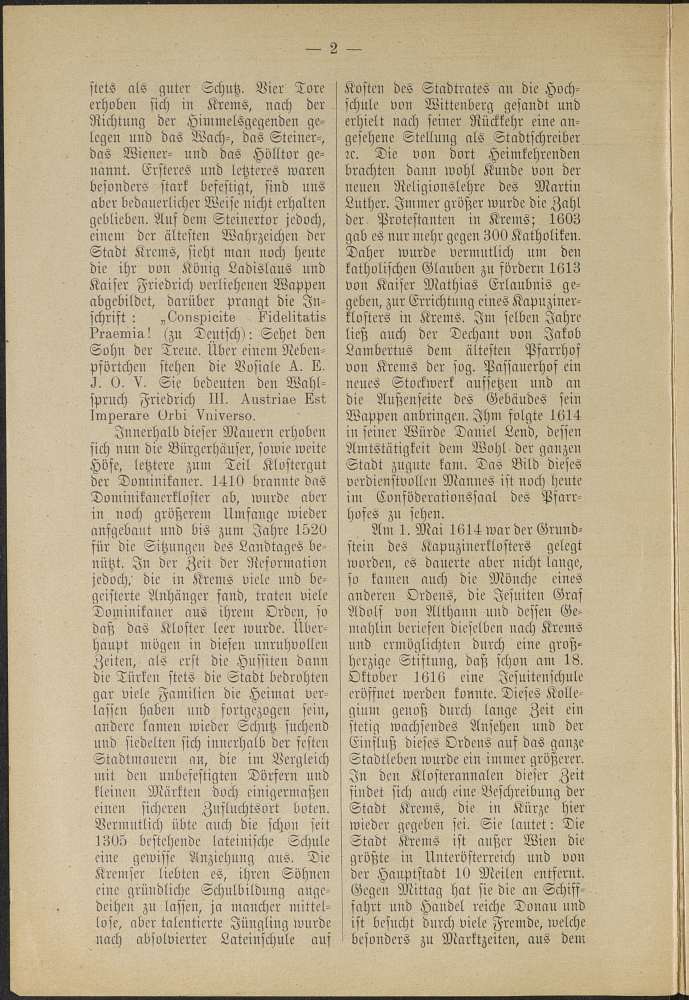 — 2 —
stets als guter Schutz. Vier Tore
erhoben sich in Krems, nach der
Richtung der Himmelsgegenden ge-
legen und das Wach-, das Steiner-,
das Wiener- und das Hölltor ge-
nannt. Ersteres und letzteres waren
besonders stark befestigt, sind uns
aber bedauerlicher Weise nicht erhalten
geblieben. Auf dem Steinertor jedoch,
einem der ältesten Wahrzeichen der
Stadt Krems, sieht man noch heute
die ihr von König Ladislaus und
Kaiser Friedrich verliehenen Wappen
abgebildet, darüber prangt die In-
schrift : „Conspicite Fidelitatis
Praemia! (zu Deutsch): Sehet den
Sohn der Treue. Über einem Neben-
pförtchen stehen die Vosiale A. E.
J. O. V. Sie bedeuten den Wahl-
spruch Friedrich III. Austriae Est
Imperare Orbi Vniverso.
Innerhalb dieser Mauern erhoben
sich nun die Bürgerhäuser, sowie weite
Höfe, letztere zum Teil Klostergut
der Dominikaner. 1410 brannte das
Dominikanerkloster ab, wurde aber
in noch größerem Umfange wieder
aufgebaut und bis zum Jahre 1520
für die Sitzungen des Landtages be-
nützt. In der Zeit der Reformation
jedoch, die in Krems viele und be-
geisterte Anhänger fand, traten viele
Dominikaner aus ihrem Orden, so
daß das Kloster leer wurde. Über-
haupt mögen in diesen unruhvollen
Zeiten, als erst die Hussiten dann
die Türken stets die Stadt bedrohten
gar viele Familien die Heimat ver-
lassen haben und fortgezogen sein,
andere kamen wieder Schutz suchend
und siedelten sich innerhalb der festen
Stadtmauern an, die im Vergleich
mit den unbefestigten Dörfern und
kleinen Märkten doch einigermaßen
einen sicheren Zufluchtsort boten.
Vermutlich übte auch die schon seit
1305 bestehende lateinische Schule
eine gewisse Anziehung aus. Die
Kremser liebten es, ihren Söhnen
eine gründliche Schulbildung ange-
deihen zu lassen, ja mancher mittel-
lose, aber talentierte Jüngling wurde
nach absolvierter Lateinschule auf
Kosten des Stadtrates an die Hoch-
schule von Wittenberg gesandt und
erhielt nach seiner Rückkehr eine an-
gesehene Stellung als Stadtschreiber
ꝛc. Die von dort Heimkehrenden
brachten dann wohl Kunde von der
neuen Religionslehre des Martin
Luther. Immer größer wurde die Zahl
der Protestanten in Krems; 1603
gab es nur mehr gegen 300 Katholiken.
Daher wurde vermutlich um den
katholischen Glauben zu fördern 1613
von Kaiser Mathias Erlaubnis ge-
geben, zur Errichtung eines Kapuziner-
klosters in Krems. Im selben Jahre
ließ auch der Dechant von Jakob
Lambertus dem ältesten Pfarrhof
von Krems der sog. Passauerhof ein
neues Stockwerk aufsetzen und an
die Außenseite des Gebäudes sein
Wappen anbringen. Ihm folgte 1614
in seiner Würde Daniel Lend, dessen
Amtstätigkeit dem Wohl der ganzen
Stadt zugute kam. Das Bild dieses
verdienstvollen Mannes ist noch heute
im Conföderationssaal des Pfarr-
hofes zu sehen.
Am 1. Mai 1614 war der Grund-
stein des Kapuzinerklosters gelegt
worden, es dauerte aber nicht lange,
so kamen auch die Mönche eines
anderen Ordens, die Jesuiten Graf
Adolf von Althann und dessen Ge-
mahlin beriefen dieselben nach Krems
und ermöglichten durch eine groß-
herzige Stiftung, daß schon am 18.
Oktober 1616 eine Jesuitenschule
eröffnet werden konnte. Dieses Kolle-
gium genoß durch lange Zeit ein
stetig wachsendes Ansehen und der
Einfluß dieses Ordens auf das ganze
Stadtleben wurde ein immer größerer.
In den Klosterannalen dieser Zeit
findet sich auch eine Beschreibung der
Stadt Krems, die in Kürze hier
wieder gegeben sei. Sie lautet: Die
Stadt Krems ist außer Wien die
größte in Unterösterreich und von
der Hauptstadt 10 Meilen entfernt.
Gegen Mittag hat sie die an Schiff-
fahrt und Handel reiche Donau und
ist besucht durch viele Fremde, welche
besonders zu Marktzeiten, aus dem